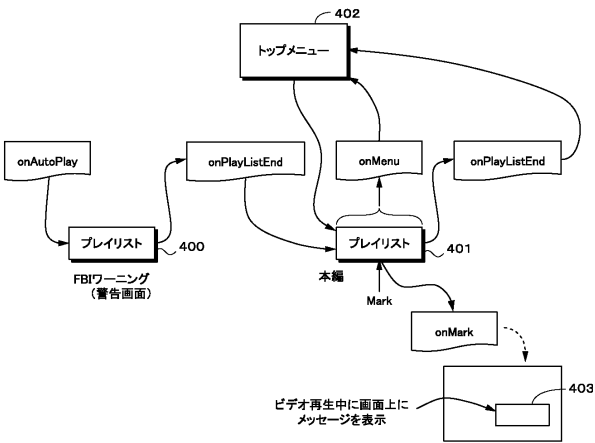 402
トップメニュー
onAutoPlay
onPlayListEnd
onMenu
onPlayListEnd
プレイリスト
400
プレイリスト
401
FBIワーニング
（警告画面）
本編
Mark
onMark
403
ビデオ再生中に画面上に
メッセージを表示